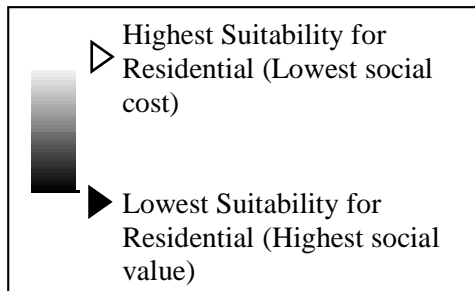 Highest Suitability for
Residential (Lowest social
cost)
Lowest Suitability for
Residential (Highest social
value)